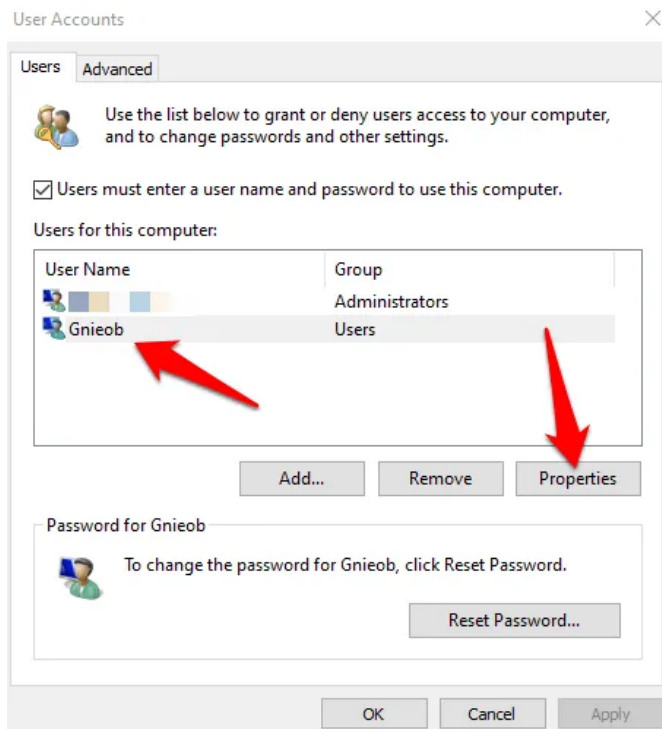 User Accounts
Users
Advanced
Use the list below to grant or deny users access to your computer,
and to change passwords and other settings.
Users must enter a user name and password to use this computer.
Users for this computer:
User Name Group
Administrators
Gnieob Users
Add... Remove Properties
Password for Gnieob
To change the password for Gnieob, click Reset Password.
Reset Password...
OK Cancel Apply